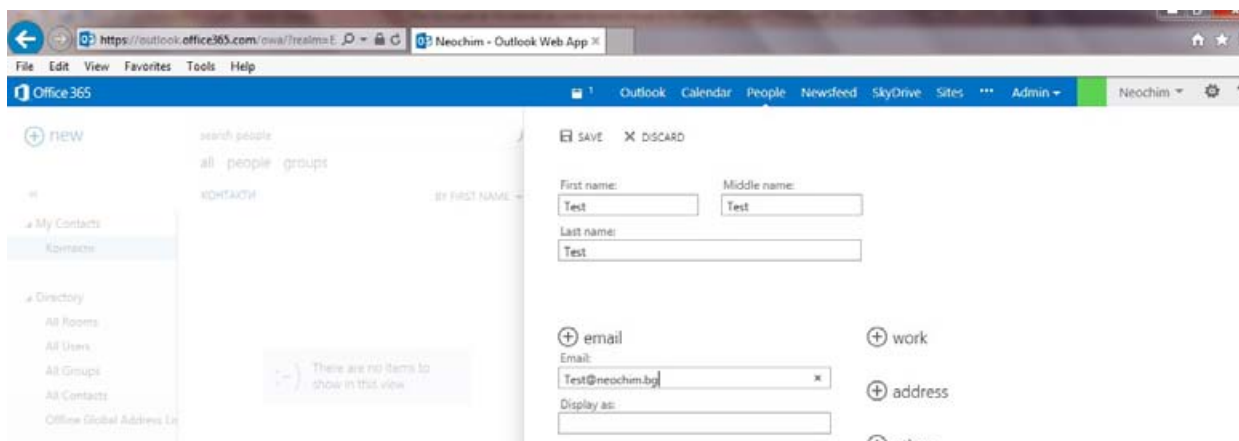 https://outlook.office365.com/owa/?realm=E
Neochim - Outlook Web App
File Edit View Favorites Tools Help
Office 365
1 Outlook Calendar People Newsfeed SkyDrive Sites ••• Admin
Neochim
new
search people
all people groups
КОНТАКТИ
BY FIRST NAME
My Contacts
Контакти
Directory
All Rooms
All Users
All Groups
All Contacts
Offline Global Address
There are no items to
show in this view
SAVE DISCARD
First name: Middle name:
Test Test
Last name:
Test
email
Email:
Test@neochim.bg
Display as:
work
address